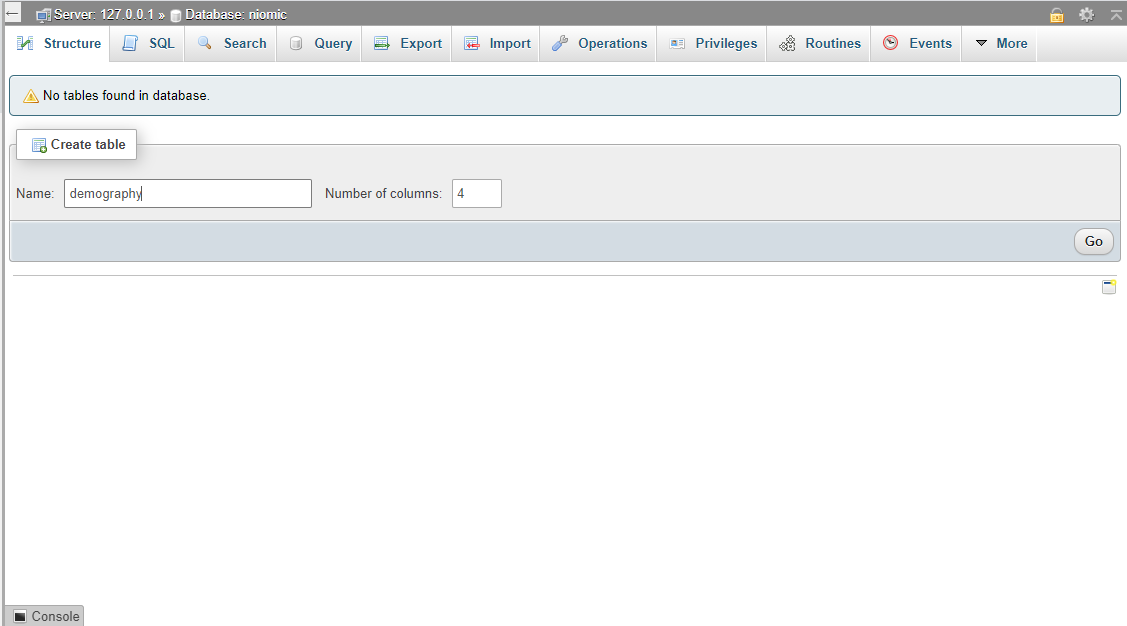 Server: 127.0.0.1 » Database: niomic
Structure SQL Search Query Export Import Operations Privileges Routines Events More
No tables found in database.
Create table
Name: demography Number of columns: 4
Go
Console